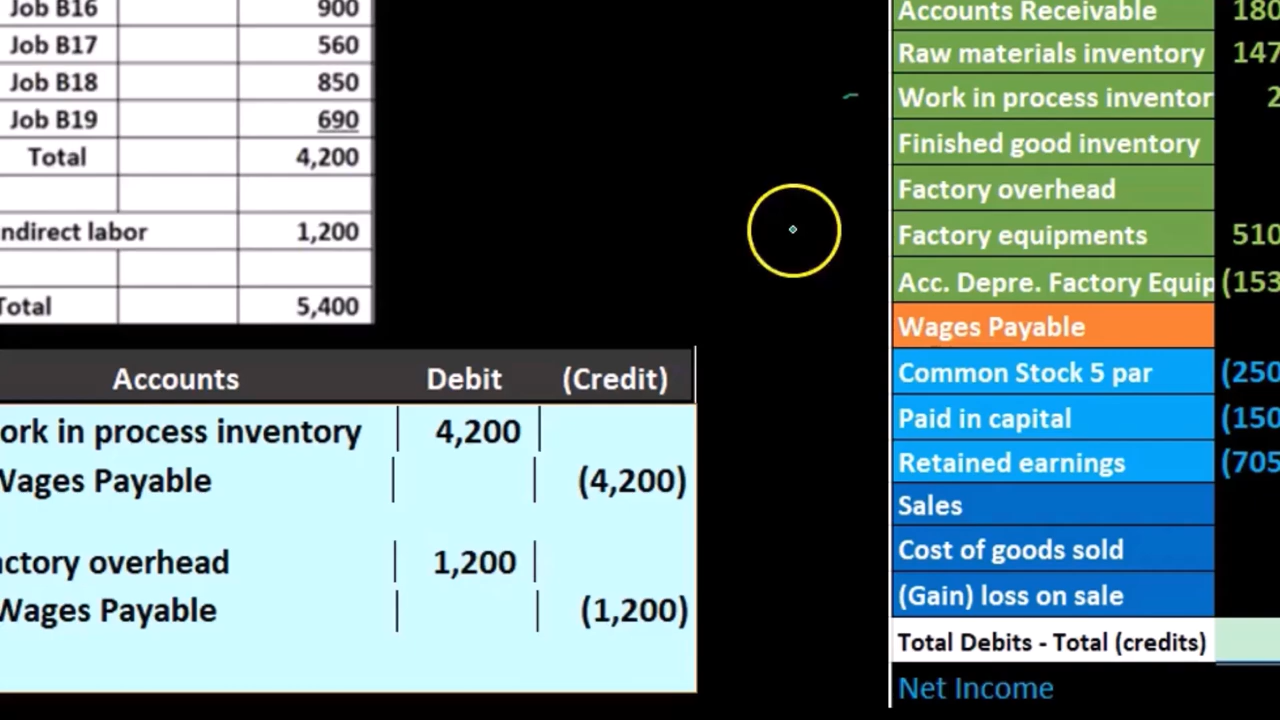 Job B16 900
Job B17 560
Job B18 850
Job B19 690
Total 4,200
ndirect labor 1,200
Total 5,400
Accounts Debit (Credit)
ork in process inventory 4,200
Wages Payable (4,200)
actory overhead 1,200
Wages Payable (1,200)
Accounts Receivable 180
Raw materials inventory 147
Work in process inventor 2
Finished good inventory
Factory overhead
Factory equipments 510
Acc. Depre. Factory Equip (153
Wages Payable
Common Stock 5 par (250
Paid in capital (150
Retained earnings (705
Sales
Cost of goods sold
(Gain) loss on sale
Total Debits - Total (credits)
Net Income